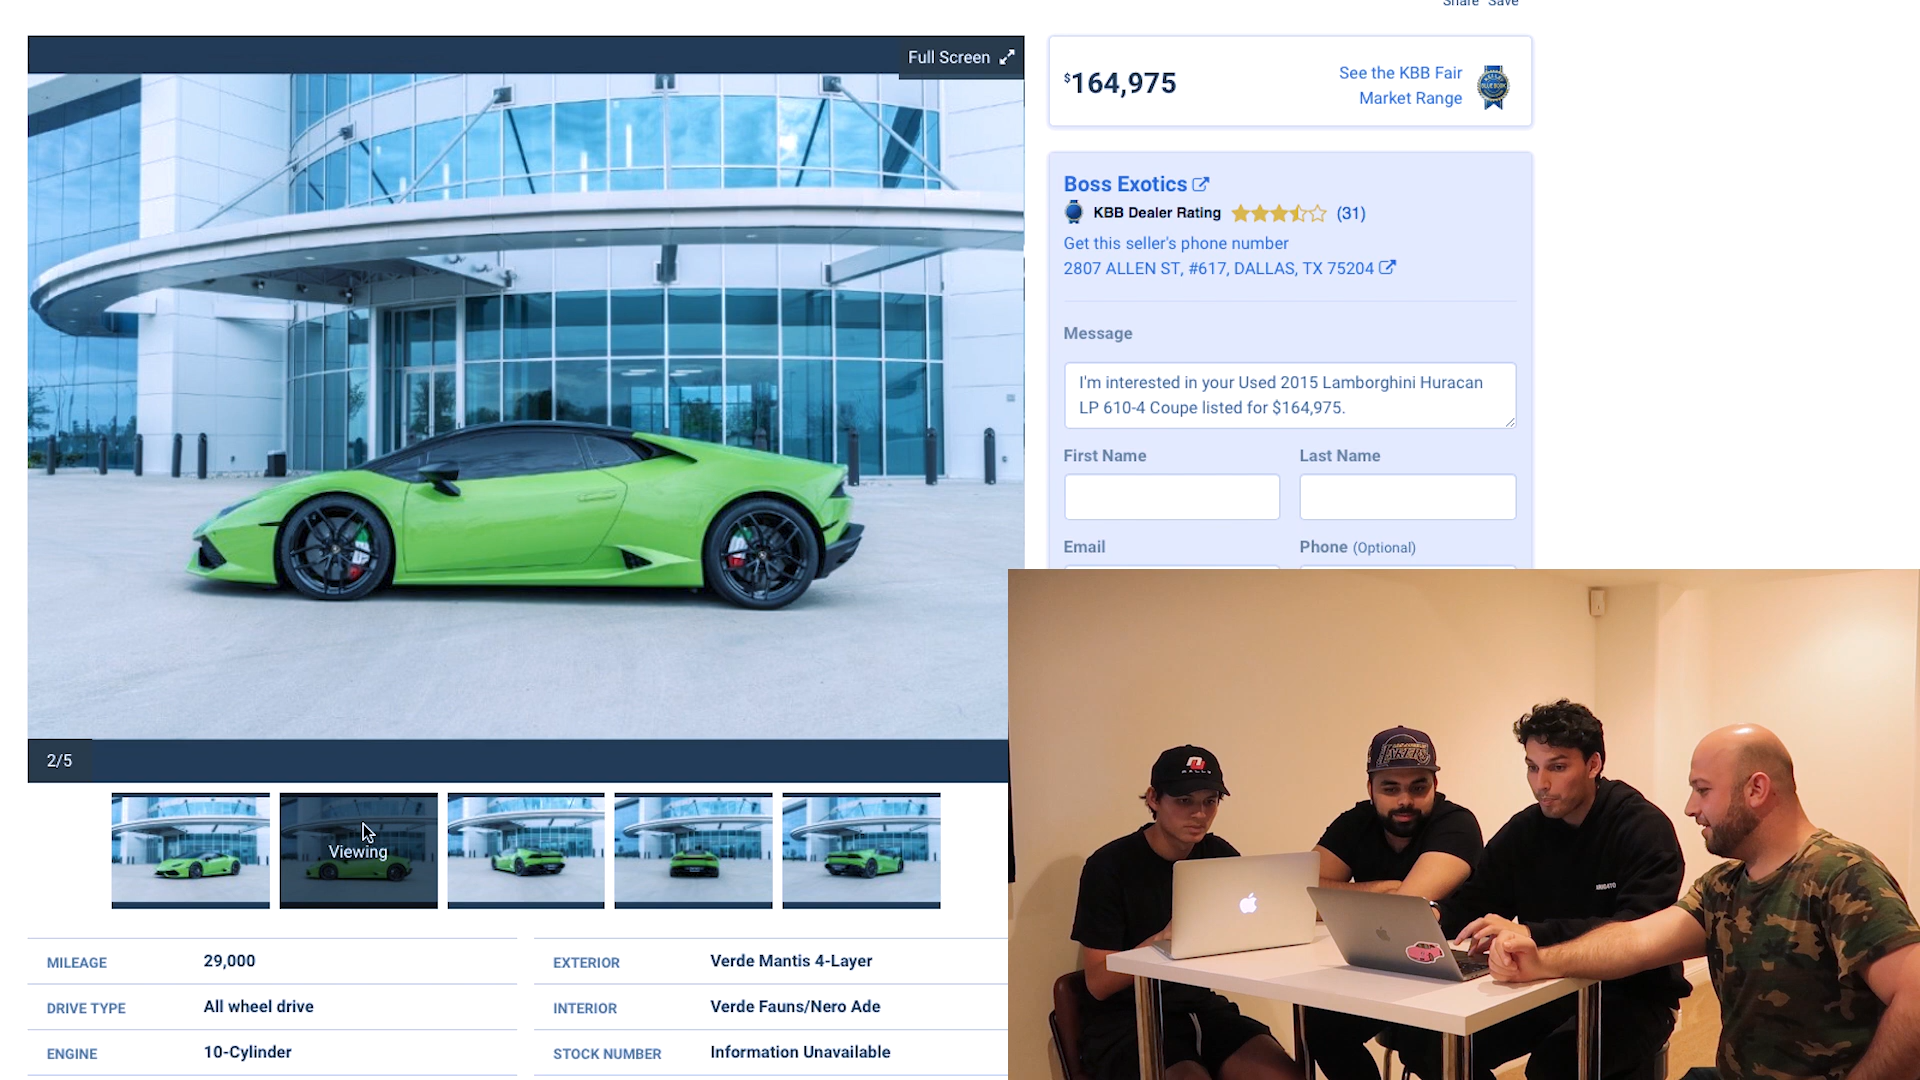 Share Save
Full Screen
$164,975
See the KBB Fair
Market Range
Boss Exotics
KBB Dealer Rating (31)
Get this seller's phone number
2807 ALLEN ST, #617, DALLAS, TX 75204
Message
I'm interested in your Used 2015 Lamborghini Huracan
LP 610-4 Coupe listed for $164,975.
First Name
Last Name
Email
Phone (Optional)
2/5
Viewing
MILEAGE 29,000
DRIVE TYPE All wheel drive
ENGINE 10-Cylinder
EXTERIOR Verde Mantis 4-Layer
INTERIOR Verde Fauns/Nero Ade
STOCK NUMBER Information Unavailable
LAKERS